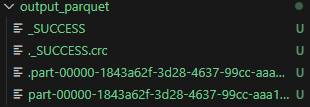 output_parquet
_SUCCESS U
._SUCCESS.crc U
.part-00000-1843a62f-3d28-4637-99cc-aaa... U
part-00000-1843a62f-3d28-4637-99cc-aaa1... U